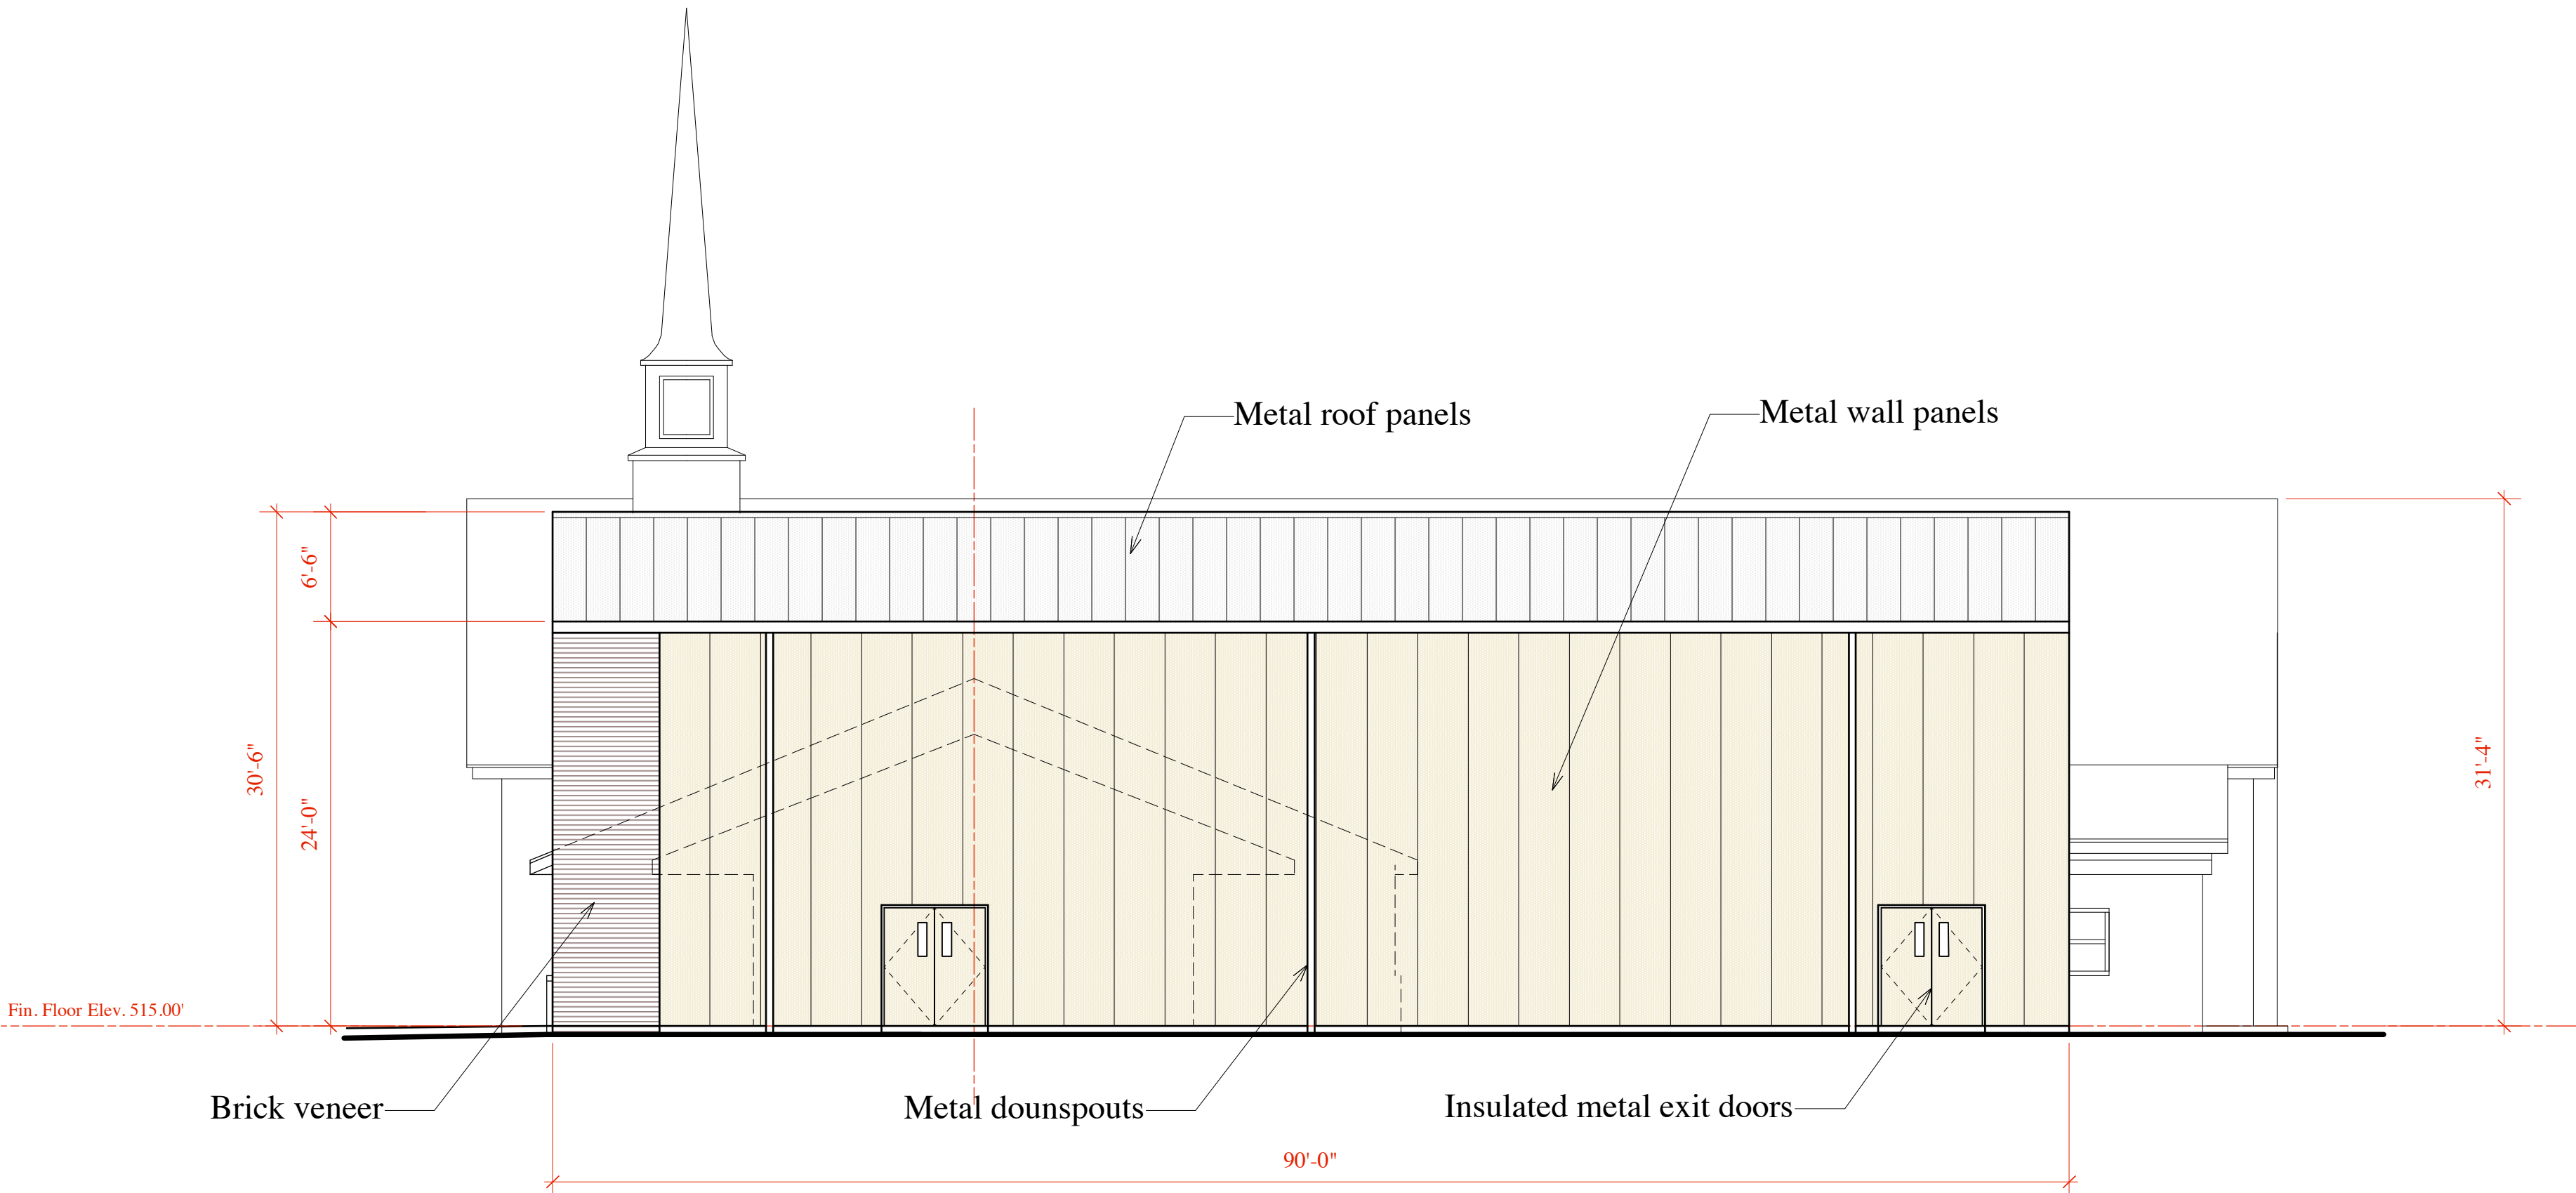 Metal roof panels
Metal wall panels
6'-6"
30'-6"
24'-0"
31'-4"
Fin. Floor Elev. 515.00'
Brick veneer
Metal dounspouts
Insulated metal exit doors
90'-0"